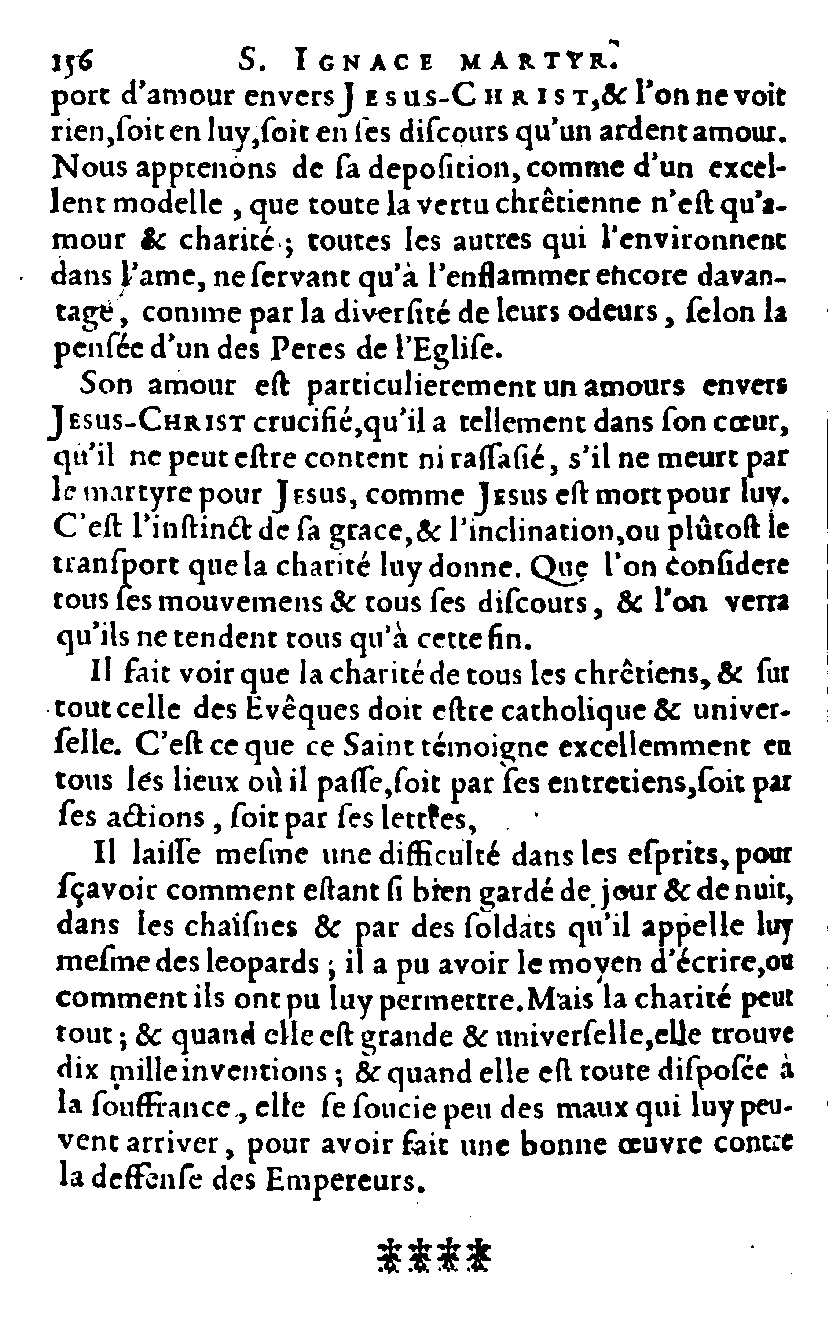 156 S. IGNACE MARTYR.
port d'amour envers JESUS-CHRIST,& l'on ne voit
rien,ſoit en luy,ſoit en ſes diſcours qu'un ardent amour.
Nous apprenons de ſa depoſition, comme d'un excel-
lent modelle , que toute la vertu chrêtienne n'eſt qu'a-
mour & charité ; toutes les autres qui l'environnent
dans l'ame, ne ſervant qu'à l'enflammer encore davan-
tage , comme par la diverſité de leurs odeurs , ſelon la
penſée d'un des Peres de l'Egliſe.
Son amour eſt particulierement un amours envers
JESUS-CHRIST crucifié,qu'il a tellement dans ſon cœur,
qu'il ne peut eſtre content ni raſſaſié, s'il ne meurt par
le martyre pour JESUS, comme JESUS eſt mort pour luy.
C'eſt l'inſtinct de ſa grace,& l'inclination,ou plûtoſt le
tranſport que la charité luy donne. Que l'on conſidere
tous ſes mouvemens & tous ſes diſcours, & l'on verra
qu'ils ne tendent tous qu'à cette fin.
Il fait voir que la charité de tous les chrêtiens, & ſur
tout celle des Evêques doit eſtre catholique & univer-
ſelle. C'eſt ce que ce Saint témoigne excellemment en
tous les lieux où il paſſe,ſoit par ſes entretiens,ſoit par
ſes actions , ſoit par ſes lettres,
Il laiſſe meſme une difficulté dans les eſprits, pour
ſçavoir comment eſtant ſi bien gardé de jour & de nuit,
dans les chaiſnes & par des ſoldats qu'il appelle luy
meſme des leopards ; il a pu avoir le moyen d'écrire,ou
comment ils ont pu luy permettre.Mais la charité peut
tout ; & quand elle eſt grande & univerſelle,elle trouve
dix mille inventions ; & quand elle eſt toute diſpoſée à
la ſouffrance , elle ſe ſoucie peu des maux qui luy peu-
vent arriver , pour avoir fait une bonne œuvre contre
la deffenſe des Empereurs.